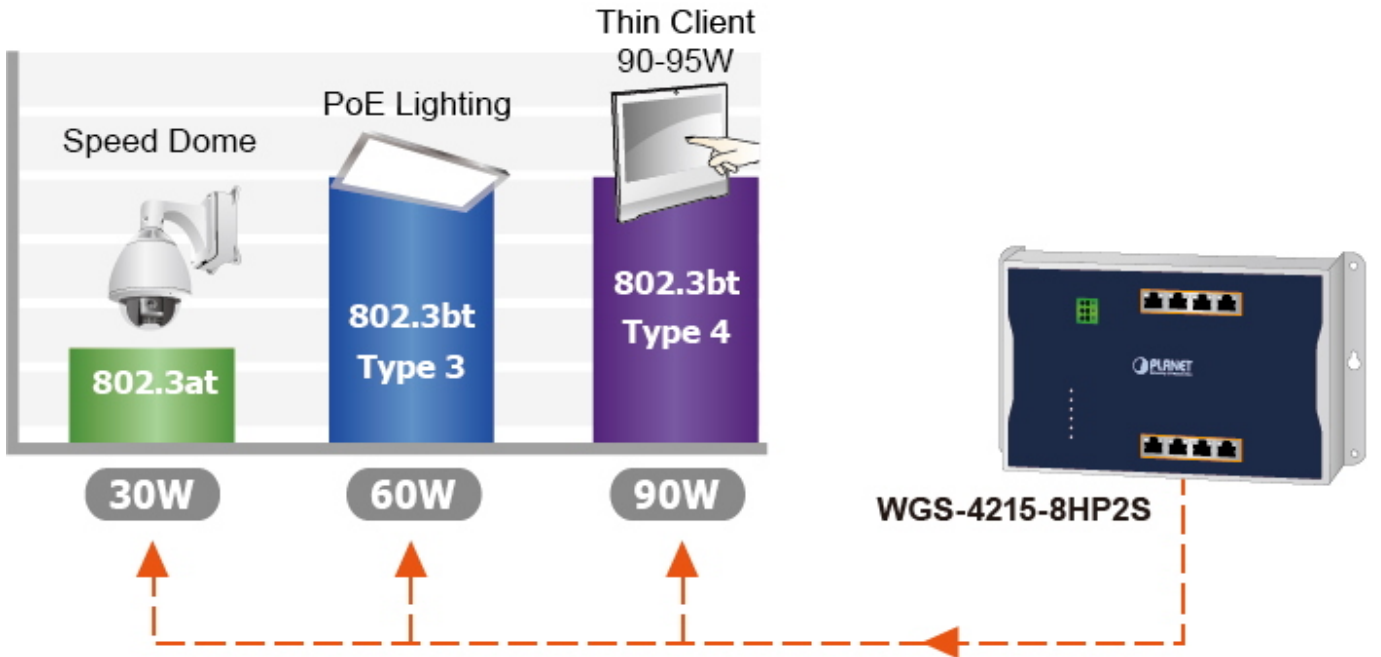 Thin Client
90-95W
PoE Lighting
Speed Dome
802.3at
802.3bt
Type 3
802.3bt
Type 4
30W
60W
90W
PLANET
WGS-4215-8HP2S